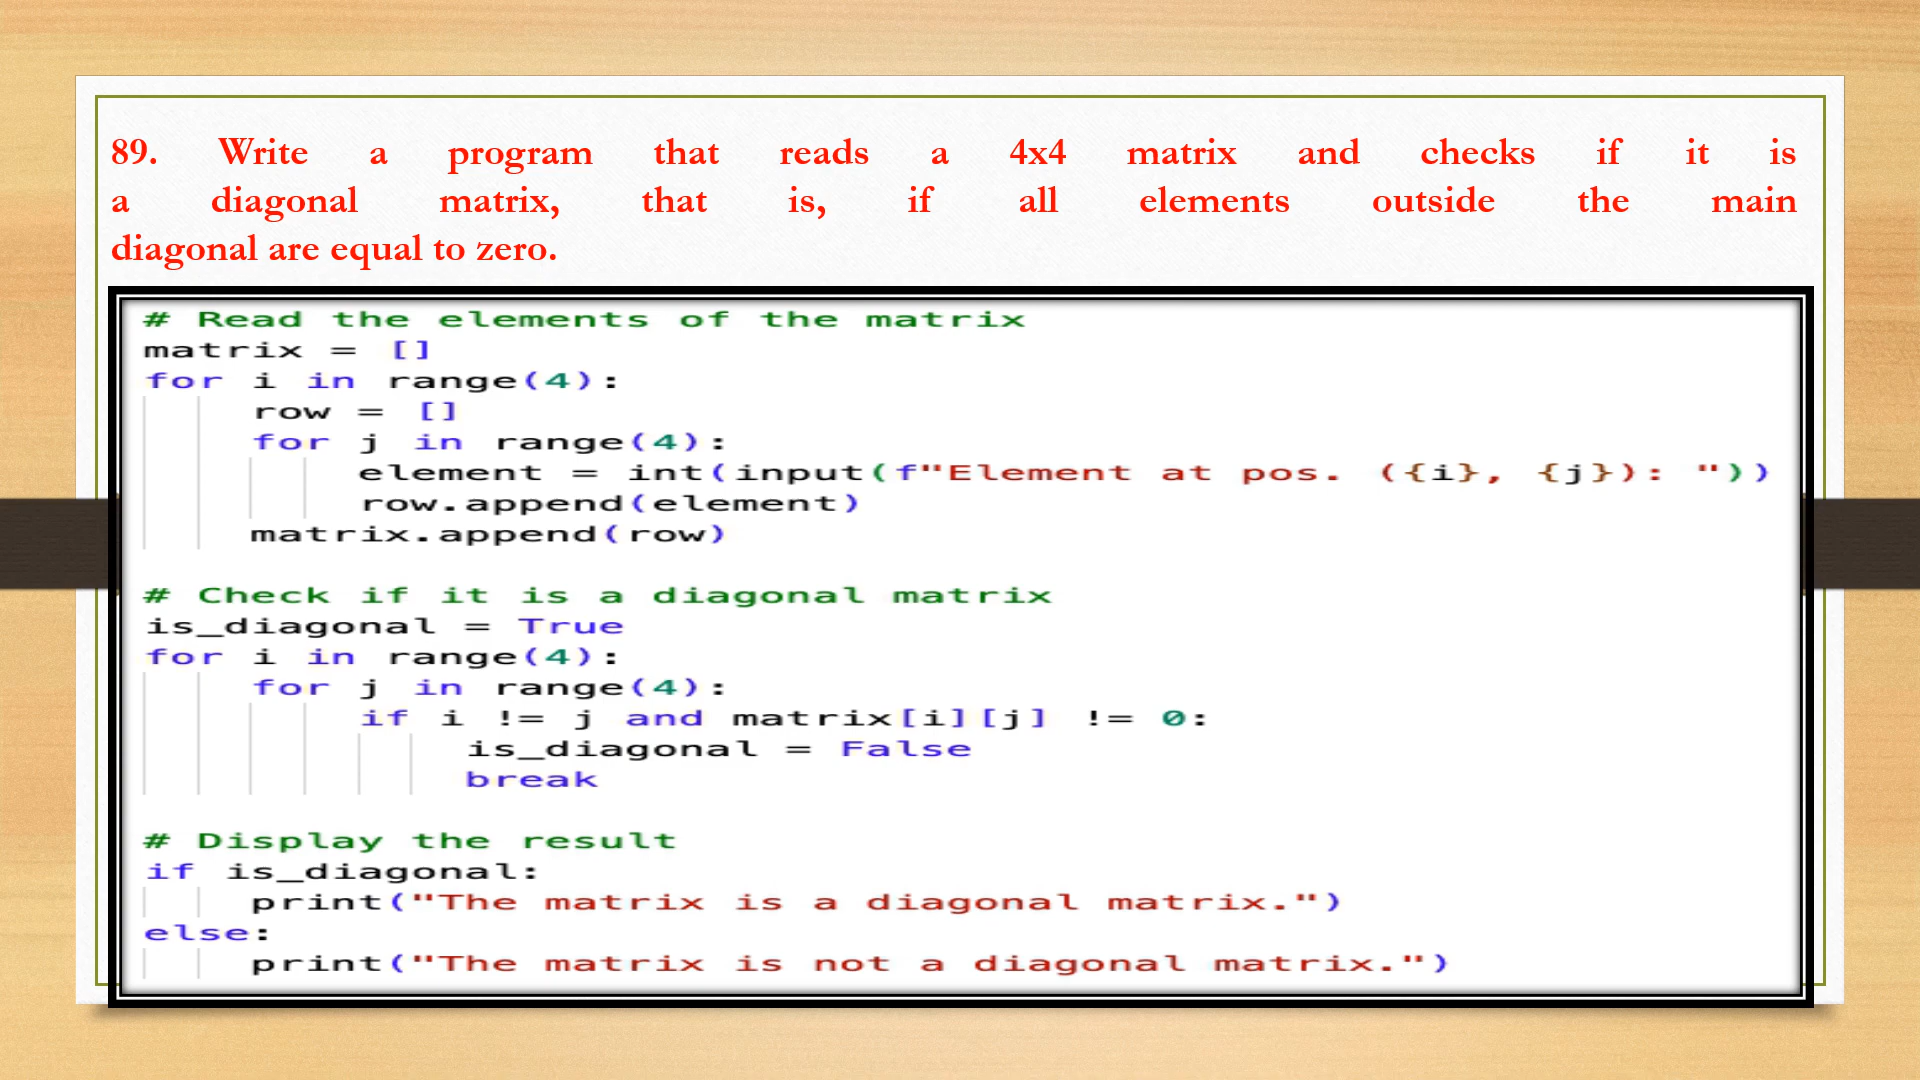 89. Write a program that reads a 4x4 matrix and checks if it is
a diagonal matrix, that is, if all elements outside the main
diagonal are equal to zero.
# Read the elements of the matrix
matrix = []
for i in range(4):
    row = []
    for j in range(4):
        element = int(input(f"Element at pos. ({i}, {j}): "))
        row.append(element)
    matrix.append(row)

# Check if it is a diagonal matrix
is_diagonal = True
for i in range(4):
    for j in range(4):
        if i != j and matrix[i][j] != 0:
            is_diagonal = False
            break

# Display the result
if is_diagonal:
    print("The matrix is a diagonal matrix.")
else:
    print("The matrix is not a diagonal matrix.")